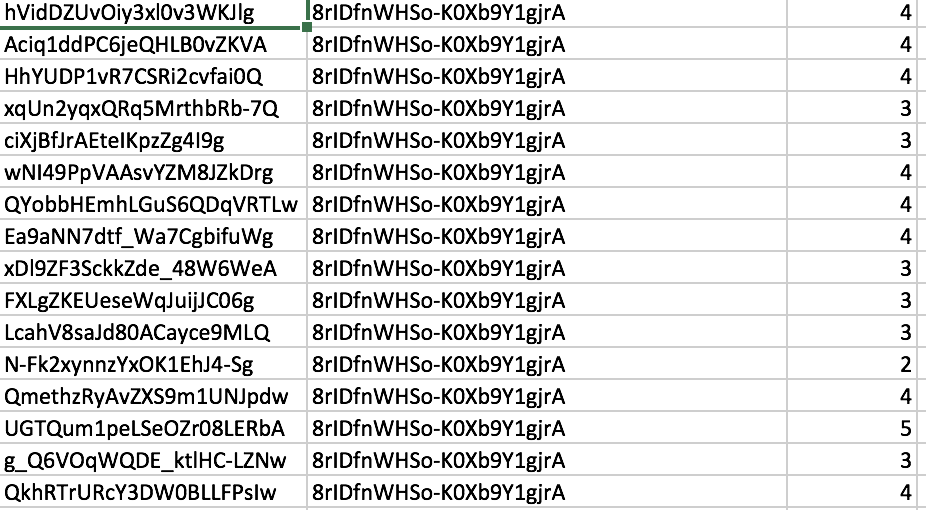 hVidDZUvOiy3xl0v3WKJlg 8rIDfnWHSo-K0Xb9Y1gjrA 4
Aciq1ddPC6jeQHLB0vZKVA 8rIDfnWHSo-K0Xb9Y1gjrA 4
HhYUDP1vR7CSRi2cvfai0Q 8rIDfnWHSo-K0Xb9Y1gjrA 4
xqUn2yqxQRq5MrthbRb-7Q 8rIDfnWHSo-K0Xb9Y1gjrA 3
ciXjBfJrAEteIKpzZg4I9g 8rIDfnWHSo-K0Xb9Y1gjrA 3
wNI49PpVAAsvYZM8JZkDrg 8rIDfnWHSo-K0Xb9Y1gjrA 4
QYobbHEmhLGuS6QDqVRTLw 8rIDfnWHSo-K0Xb9Y1gjrA 4
Ea9aNN7dtf_Wa7CgbifuWg 8rIDfnWHSo-K0Xb9Y1gjrA 4
xDl9ZF3SckkZde_48W6WeA 8rIDfnWHSo-K0Xb9Y1gjrA 3
FXLgZKEUeseWqJuijJC06g 8rIDfnWHSo-K0Xb9Y1gjrA 3
LcahV8saJd80ACayce9MLQ 8rIDfnWHSo-K0Xb9Y1gjrA 3
N-Fk2xynnzYxOK1EhJ4-Sg 8rIDfnWHSo-K0Xb9Y1gjrA 2
QmethzRyAvZXS9m1UNJpdw 8rIDfnWHSo-K0Xb9Y1gjrA 4
UGTQum1peLSeOZr08LERbA 8rIDfnWHSo-K0Xb9Y1gjrA 5
g_Q6VOqWQDE_ktlHC-LZNw 8rIDfnWHSo-K0Xb9Y1gjrA 3
QkhRTrURcY3DW0BLLFPsIw 8rIDfnWHSo-K0Xb9Y1gjrA 4